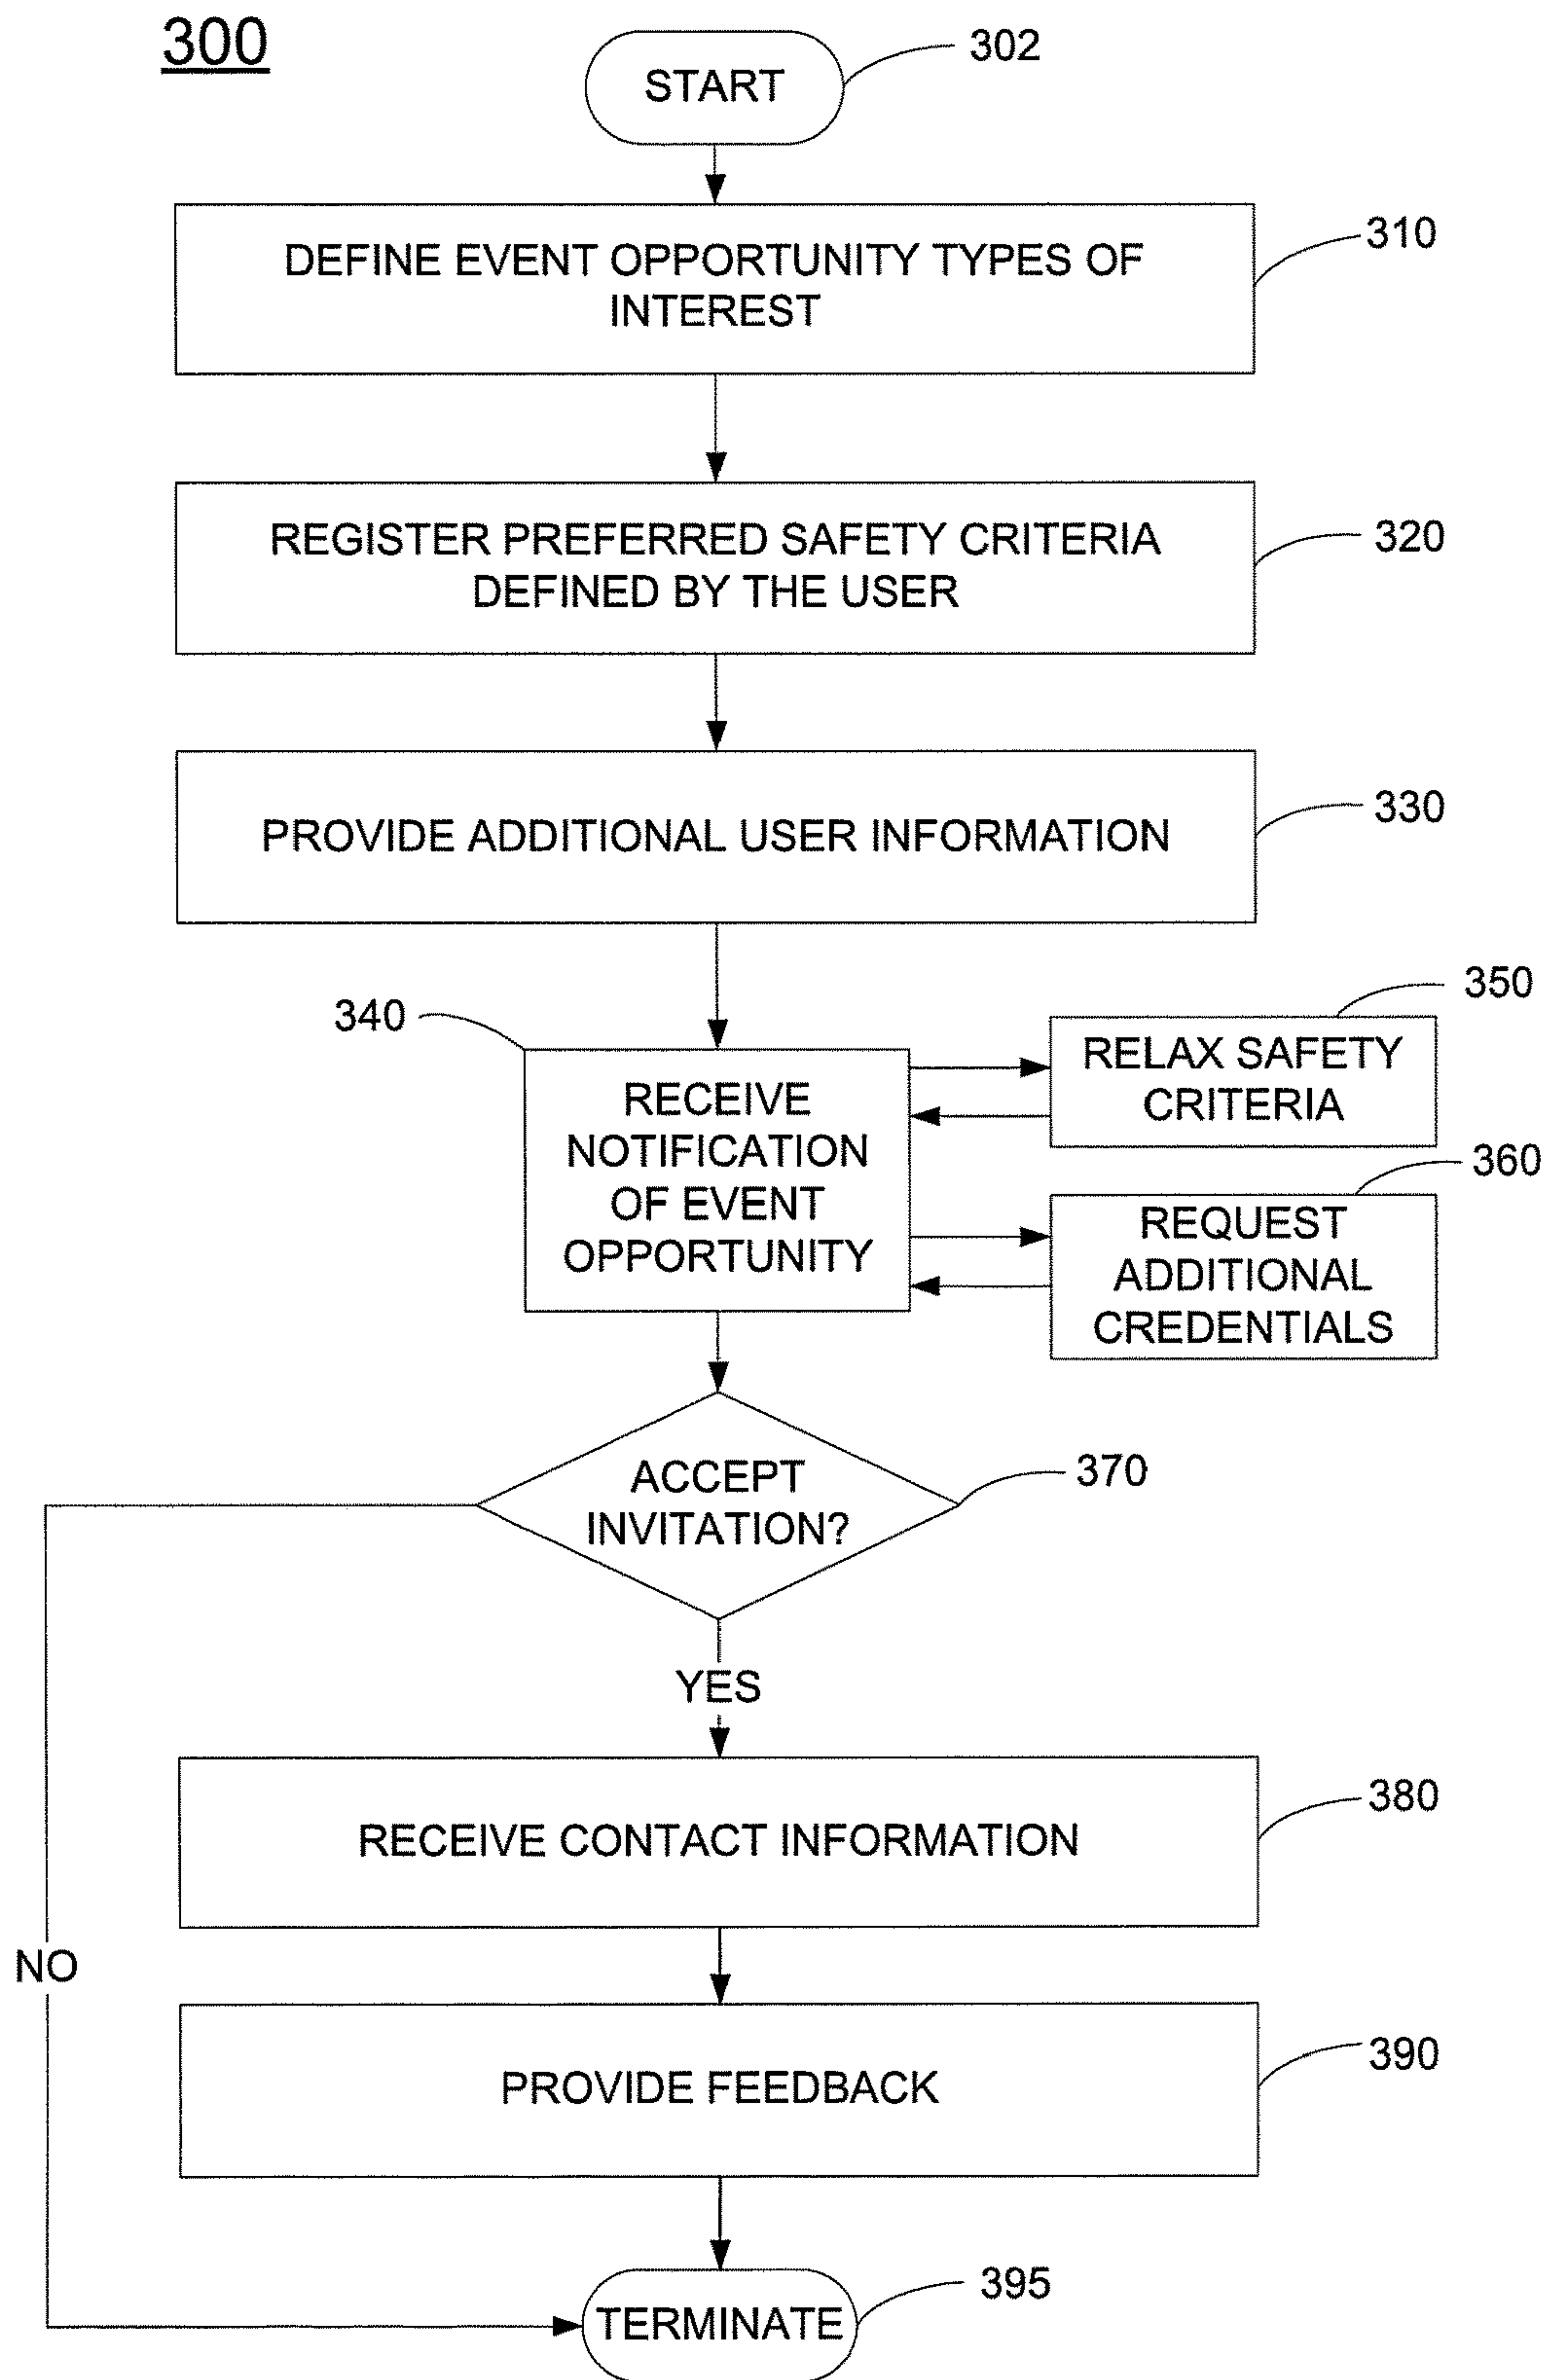 300
START
302
DEFINE EVENT OPPORTUNITY TYPES OF
INTEREST
310
REGISTER PREFERRED SAFETY CRITERIA
DEFINED BY THE USER
320
PROVIDE ADDITIONAL USER INFORMATION
330
340
RECEIVE
NOTIFICATION
OF EVENT
OPPORTUNITY
350
RELAX SAFETY
CRITERIA
360
REQUEST
ADDITIONAL
CREDENTIALS
ACCEPT
INVITATION?
370
YES
RECEIVE CONTACT INFORMATION
380
NO
PROVIDE FEEDBACK
390
TERMINATE
395